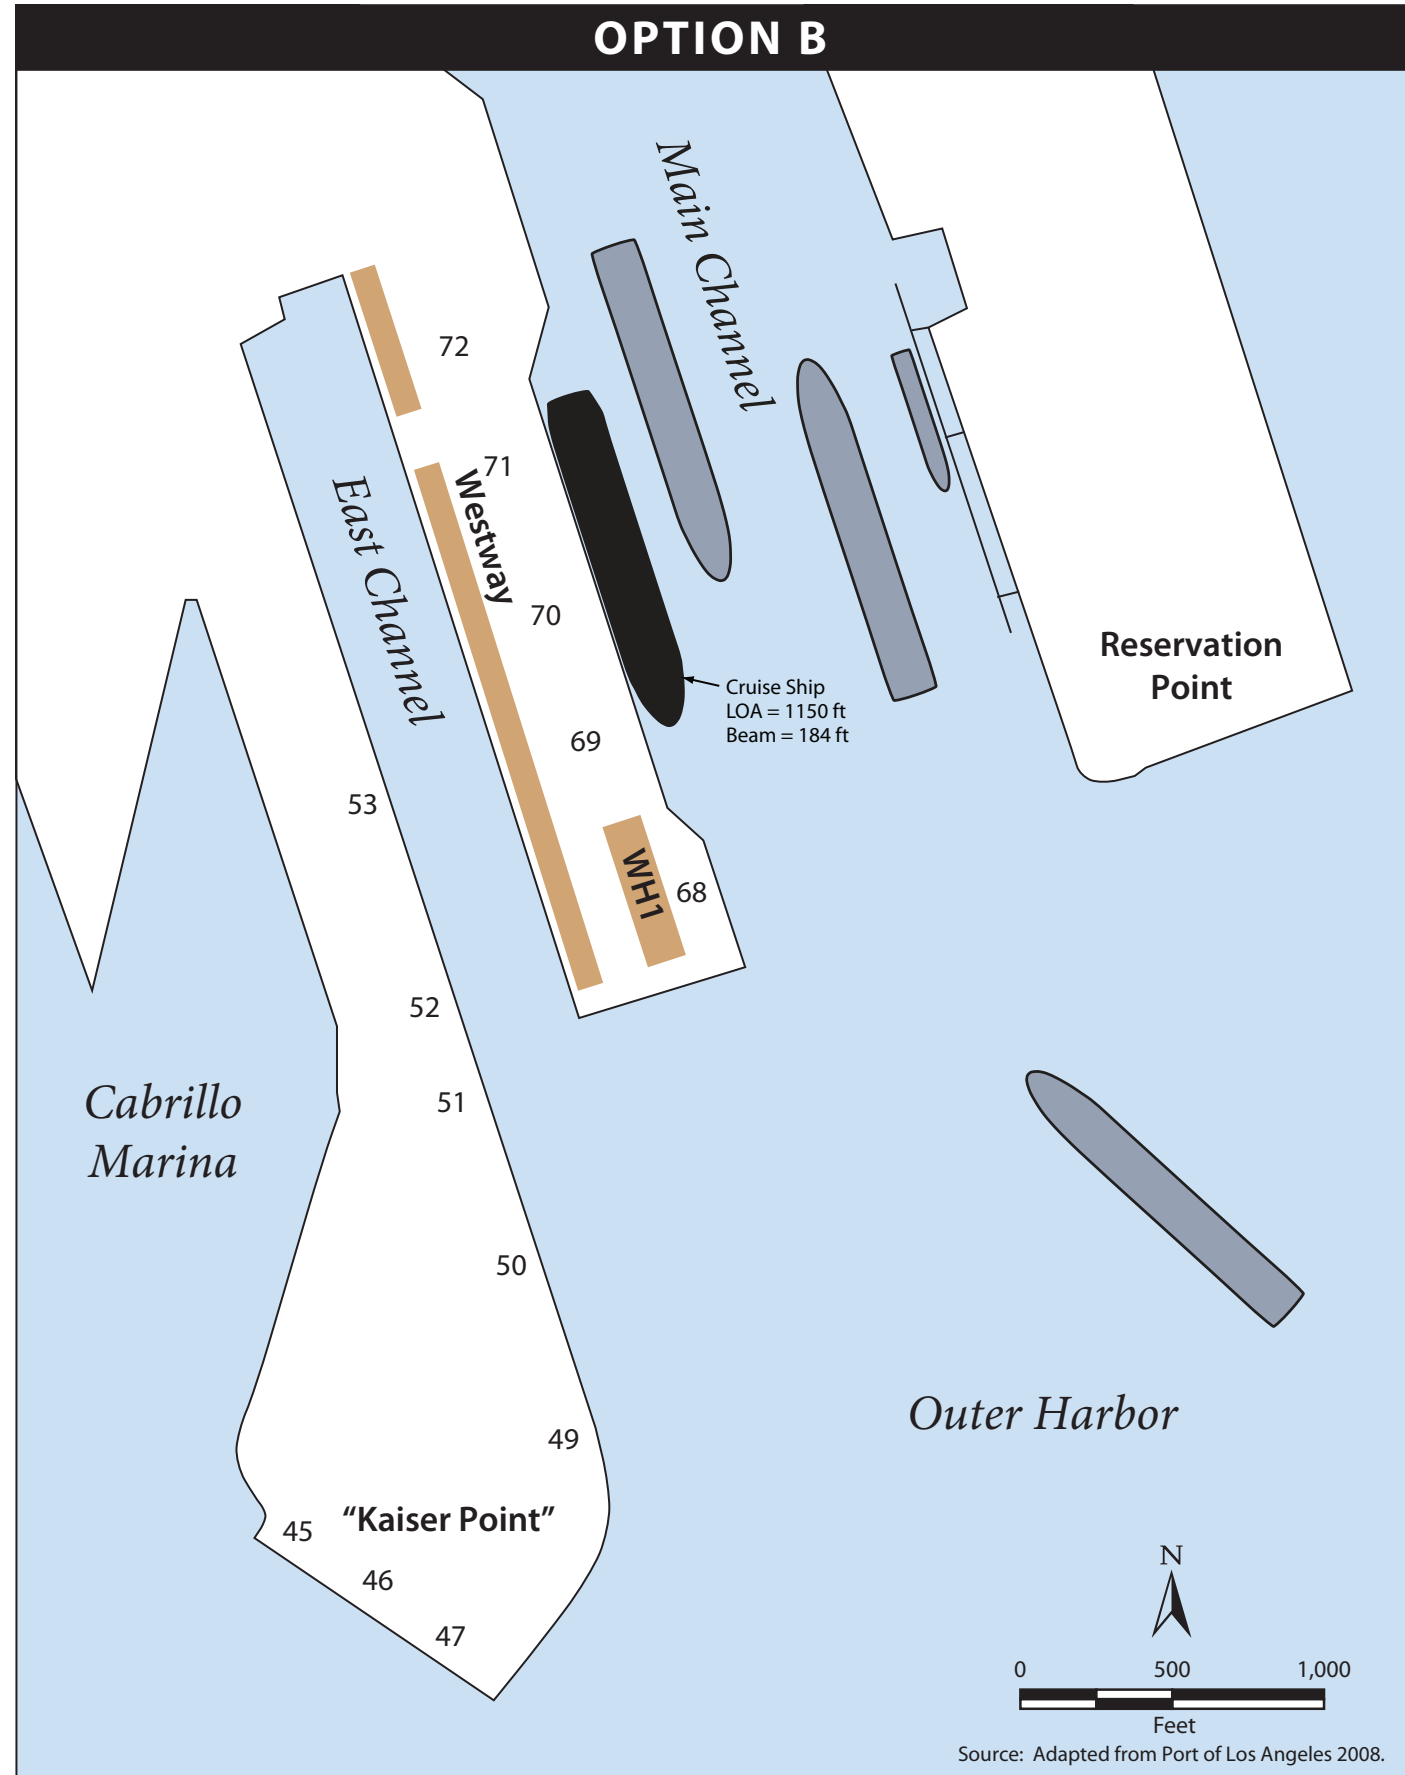 OPTION B
Main Channel
72
71
Westway
East Channel
70
Reservation
Point
Cruise Ship
LOA = 1150 ft
Beam = 184 ft
69
53
WH1
68
52
Cabrillo
Marina
51
50
Outer Harbor
49
“Kaiser Point”
45
46
47
N
0 500 1,000
Feet
Source: Adapted from Port of Los Angeles 2008.